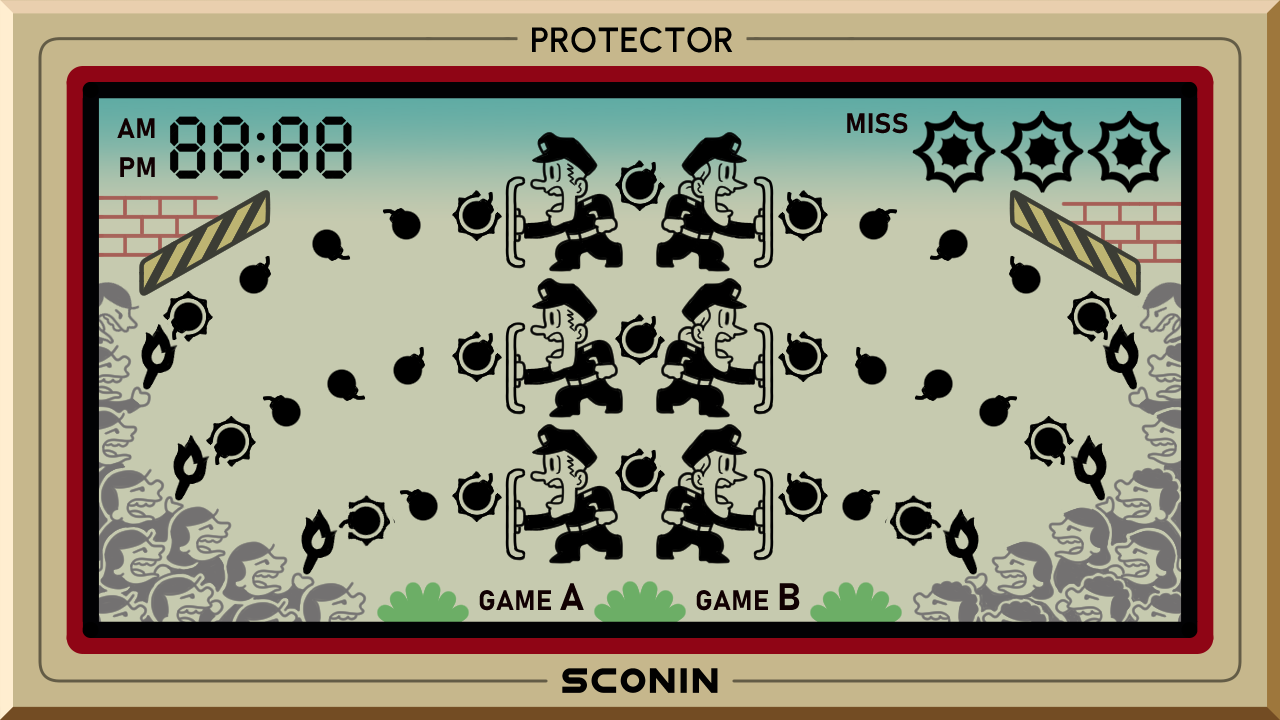 PROTECTOR
AM
PM
88:88
MISS
GAME A
GAME B
SCONIN